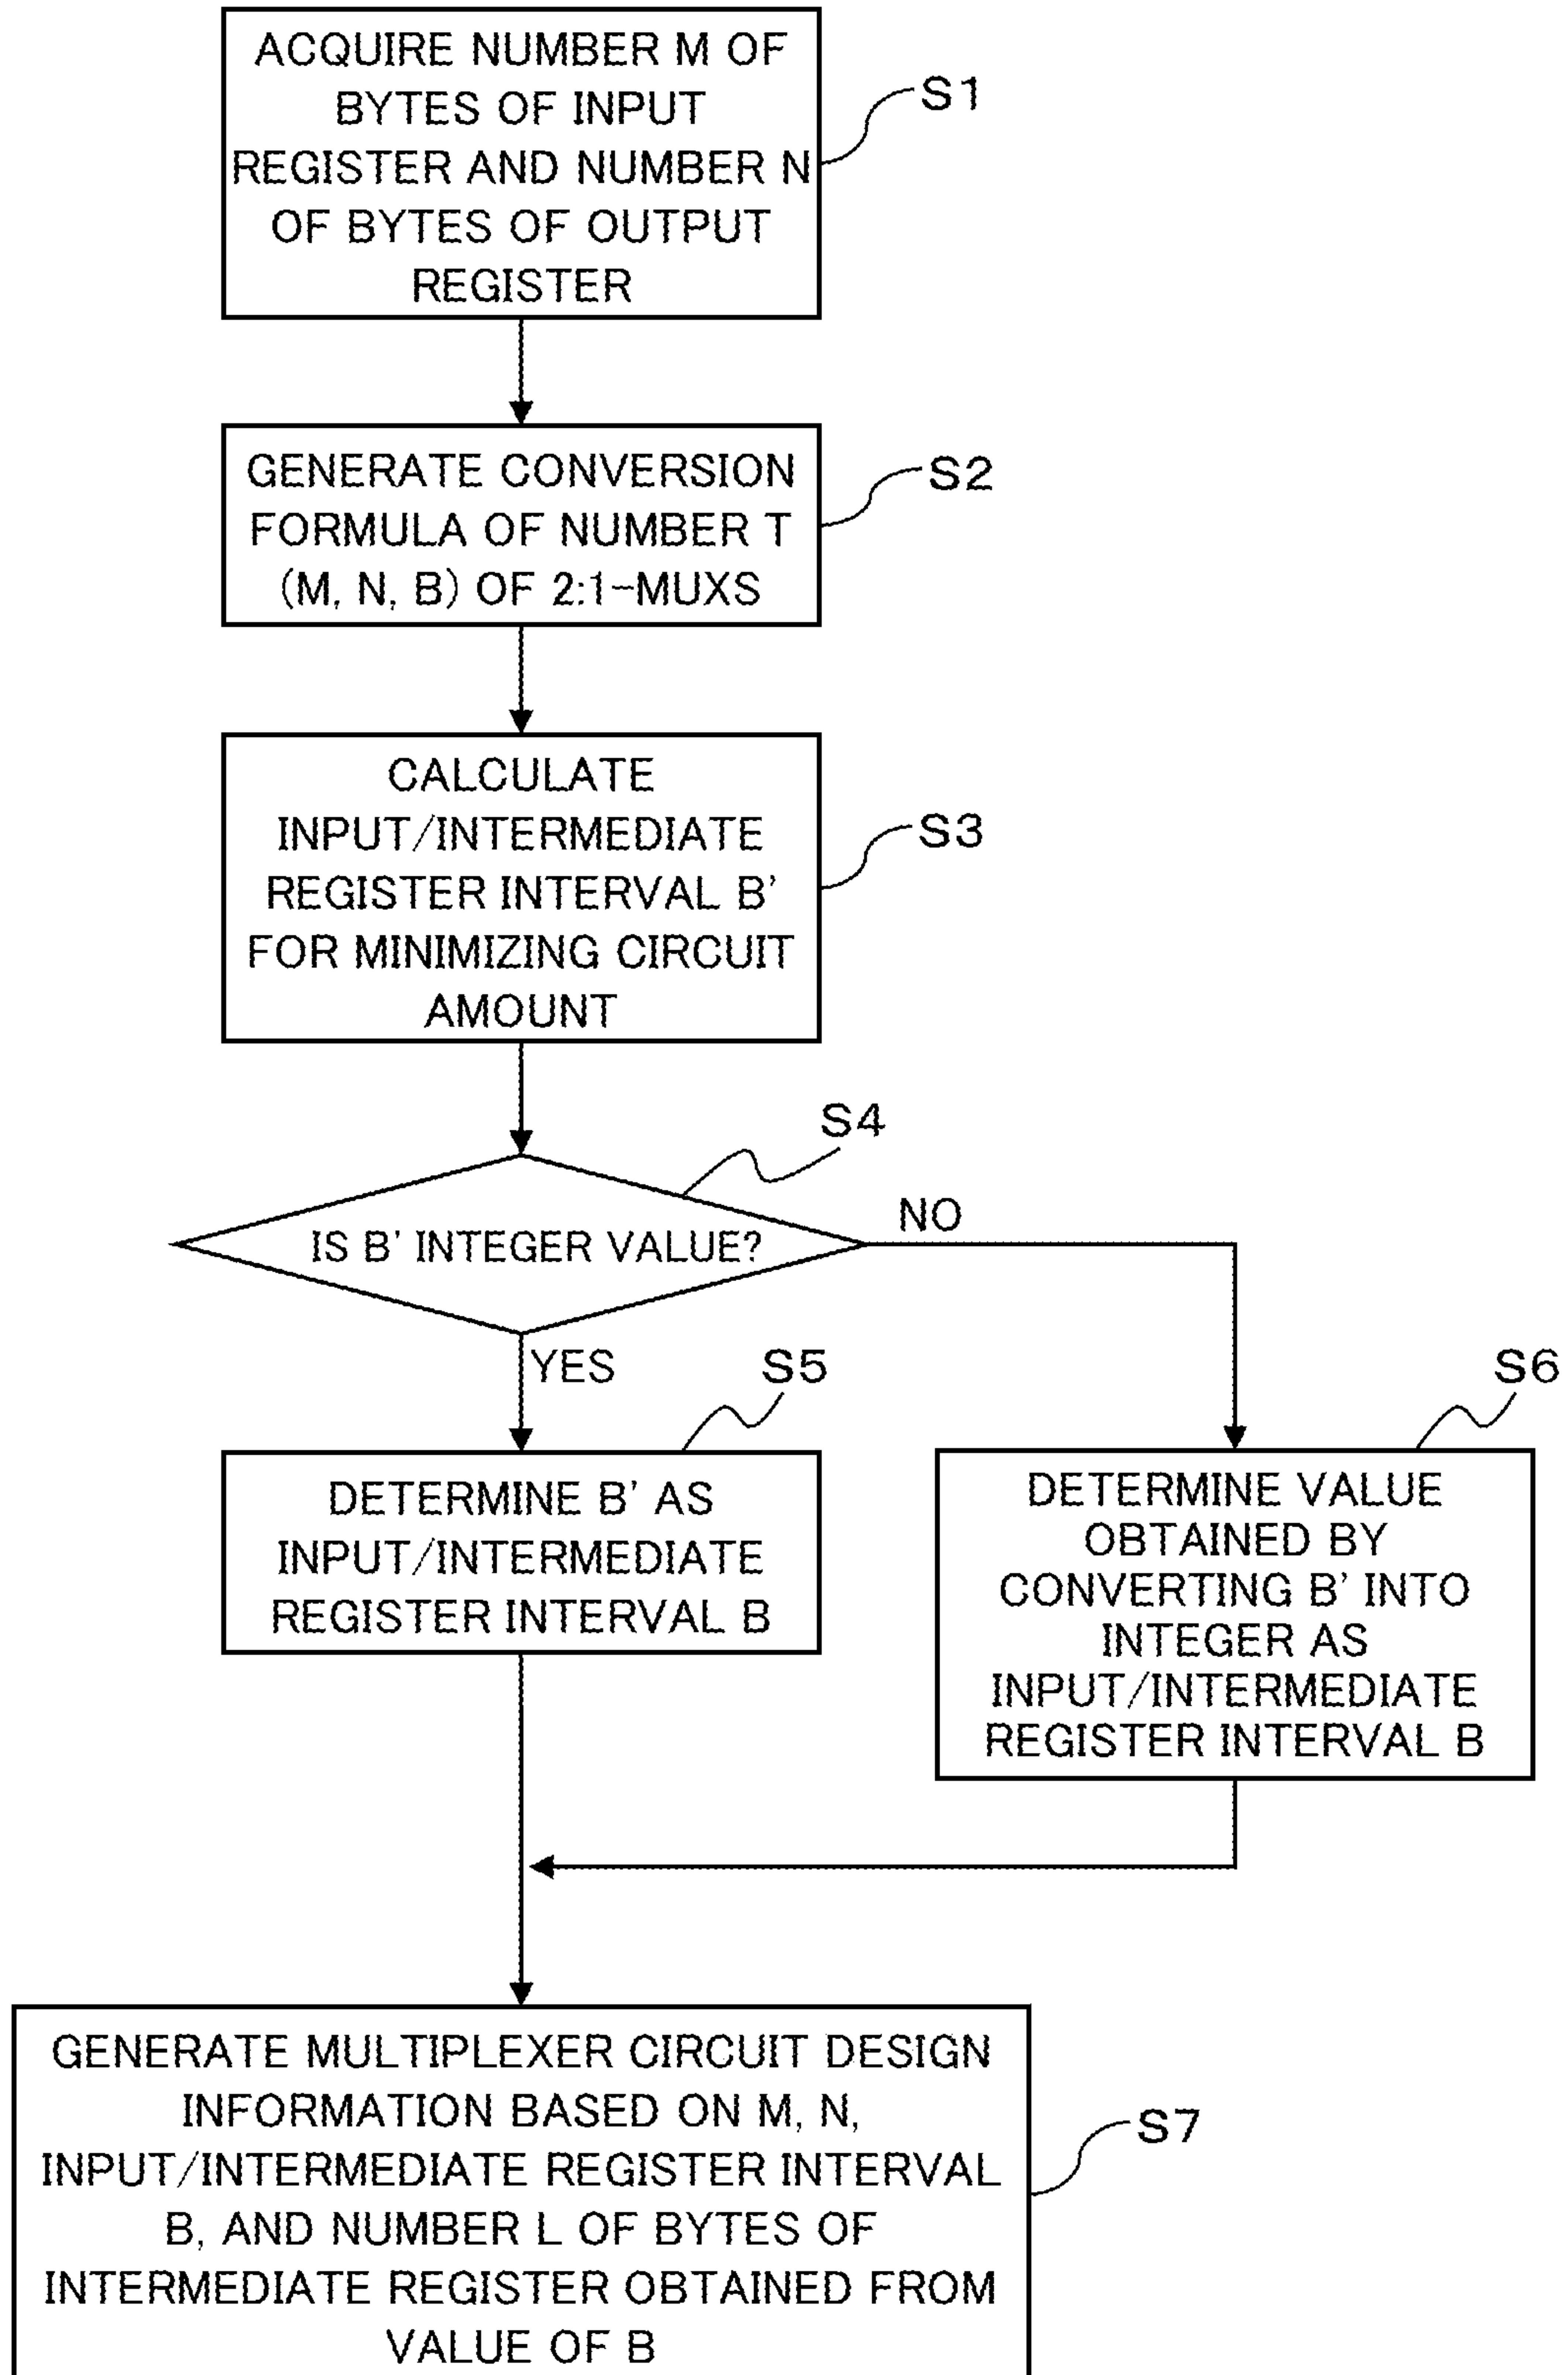 ACQUIRE NUMBER M OF
BYTES OF INPUT
REGISTER AND NUMBER N
OF BYTES OF OUTPUT
REGISTER
S1
GENERATE CONVERSION
FORMULA OF NUMBER T
(M, N, B) OF 2:1-MUXS
S2
CALCULATE
INPUT/INTERMEDIATE
REGISTER INTERVAL B'
FOR MINIMIZING CIRCUIT
AMOUNT
S3
S4
IS B' INTEGER VALUE?
NO
YES
S5
DETERMINE B' AS
INPUT/INTERMEDIATE
REGISTER INTERVAL B
S6
DETERMINE VALUE
OBTAINED BY
CONVERTING B' INTO
INTEGER AS
INPUT/INTERMEDIATE
REGISTER INTERVAL B
GENERATE MULTIPLEXER CIRCUIT DESIGN
INFORMATION BASED ON M, N,
INPUT/INTERMEDIATE REGISTER INTERVAL
B, AND NUMBER L OF BYTES OF
INTERMEDIATE REGISTER OBTAINED FROM
VALUE OF B
S7